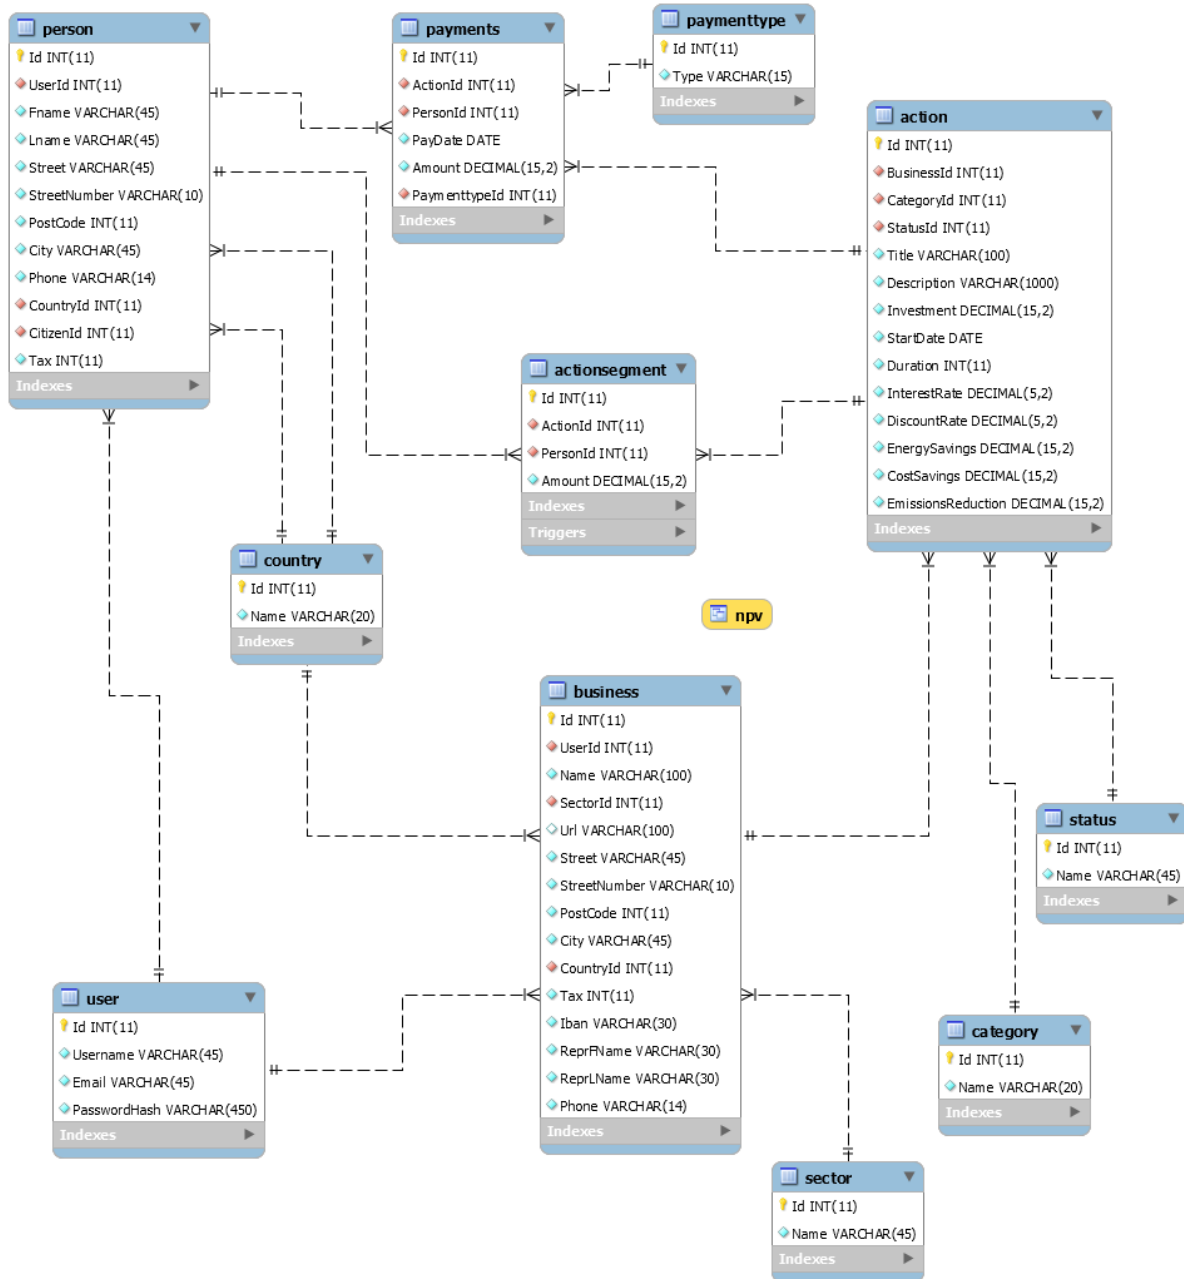 person
Id INT(11)
UserId INT(11)
Fname VARCHAR(45)
Lname VARCHAR(45)
Street VARCHAR(45)
StreetNumber VARCHAR(10)
PostCode INT(11)
City VARCHAR(45)
Phone VARCHAR(14)
CountryId INT(11)
CitizenId INT(11)
Tax INT(11)
Indexes
payments
Id INT(11)
ActionId INT(11)
PersonId INT(11)
PayDate DATE
Amount DECIMAL(15,2)
PaymenttypeId INT(11)
Indexes
paymenttype
Id INT(11)
Type VARCHAR(15)
Indexes
action
Id INT(11)
BusinessId INT(11)
CategoryId INT(11)
StatusId INT(11)
Title VARCHAR(100)
Description VARCHAR(1000)
Investment DECIMAL(15,2)
StartDate DATE
Duration INT(11)
InterestRate DECIMAL(5,2)
DiscountRate DECIMAL(5,2)
EnergySavings DECIMAL(15,2)
CostSavings DECIMAL(15,2)
EmissionsReduction DECIMAL(15,2)
Indexes
actionsegment
Id INT(11)
ActionId INT(11)
PersonId INT(11)
Amount DECIMAL(15,2)
Indexes
Triggers
country
Id INT(11)
Name VARCHAR(20)
Indexes
npv
business
Id INT(11)
UserId INT(11)
Name VARCHAR(100)
SectorId INT(11)
Url VARCHAR(100)
Street VARCHAR(45)
StreetNumber VARCHAR(10)
PostCode INT(11)
City VARCHAR(45)
CountryId INT(11)
Tax INT(11)
Iban VARCHAR(30)
ReprFName VARCHAR(30)
ReprLName VARCHAR(30)
Phone VARCHAR(14)
Indexes
status
Id INT(11)
Name VARCHAR(45)
Indexes
user
Id INT(11)
Username VARCHAR(45)
Email VARCHAR(45)
PasswordHash VARCHAR(450)
Indexes
category
Id INT(11)
Name VARCHAR(20)
Indexes
sector
Id INT(11)
Name VARCHAR(45)
Indexes